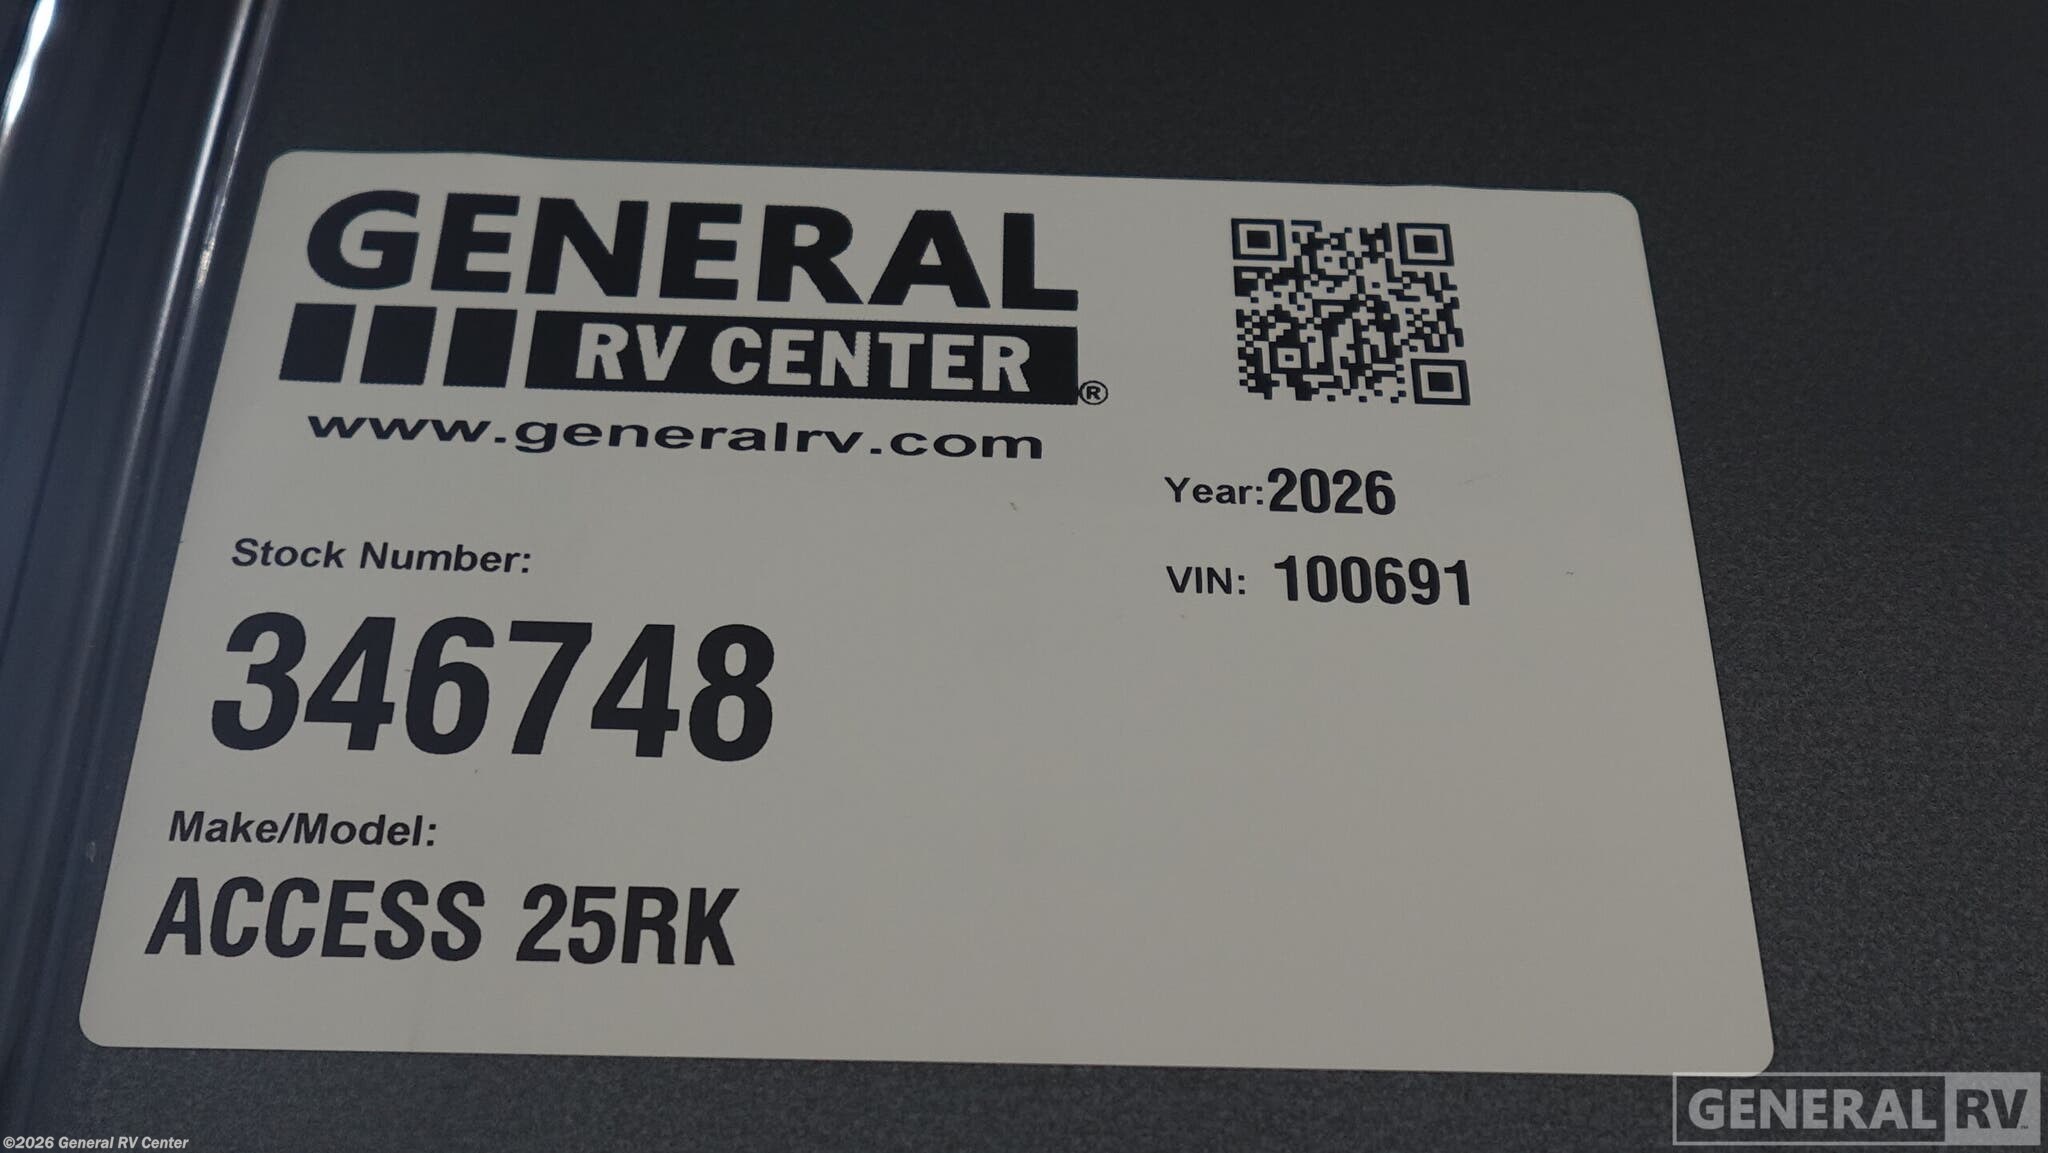 GENERAL
RV CENTER®
www.generalrv.com
Year: 2026
VIN: 100691
Stock Number:
346748
Make/Model:
ACCESS 25RK
GENERAL RV™
©2026 General RV Center